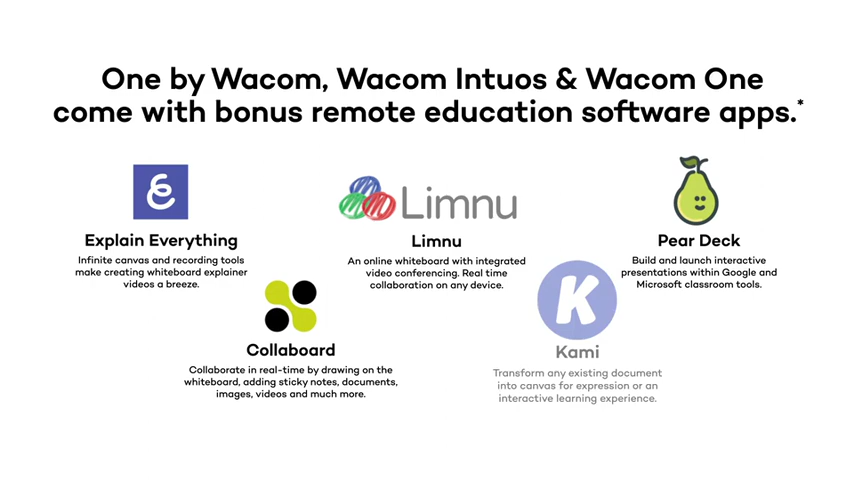 One by Wacom, Wacom Intuos & Wacom One
come with bonus remote education software apps.*
Limnu
Explain Everything
Infinite canvas and recording tools
make creating whiteboard explainer
videos a breeze.
Limnu
An online whiteboard with integrated
video conferencing. Real time
collaboration on any device.
Pear Deck
Build and launch interactive
presentations within Google and
Microsoft classroom tools.
Collaboard
Collaborate in real-time by drawing on the
whiteboard, adding sticky notes, documents,
images, videos and much more.
K
Kami
Transform any existing document
into canvas for expression or an
interactive learning experience.